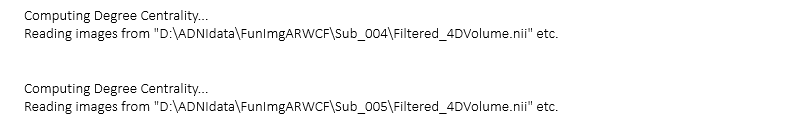 Computing Degree Centrality...
Reading images from "D:\ADNIdata\FunImgARWCF\Sub_004\Filtered_4DVolume.nii" etc.
Computing Degree Centrality...
Reading images from "D:\ADNIdata\FunImgARWCF\Sub_005\Filtered_4DVolume.nii" etc.